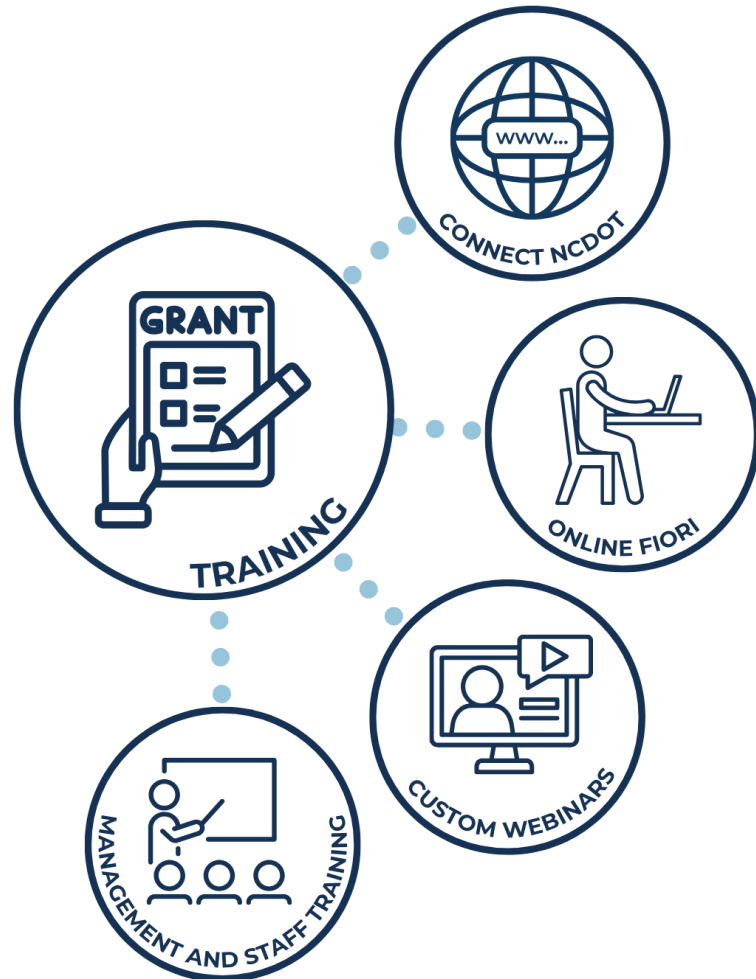 WWW...
CONNECT NCDOT
GRANT
TRAINING
ONLINE FIORI
CUSTOM WEBINARS
MANAGEMENT AND STAFF TRAINING